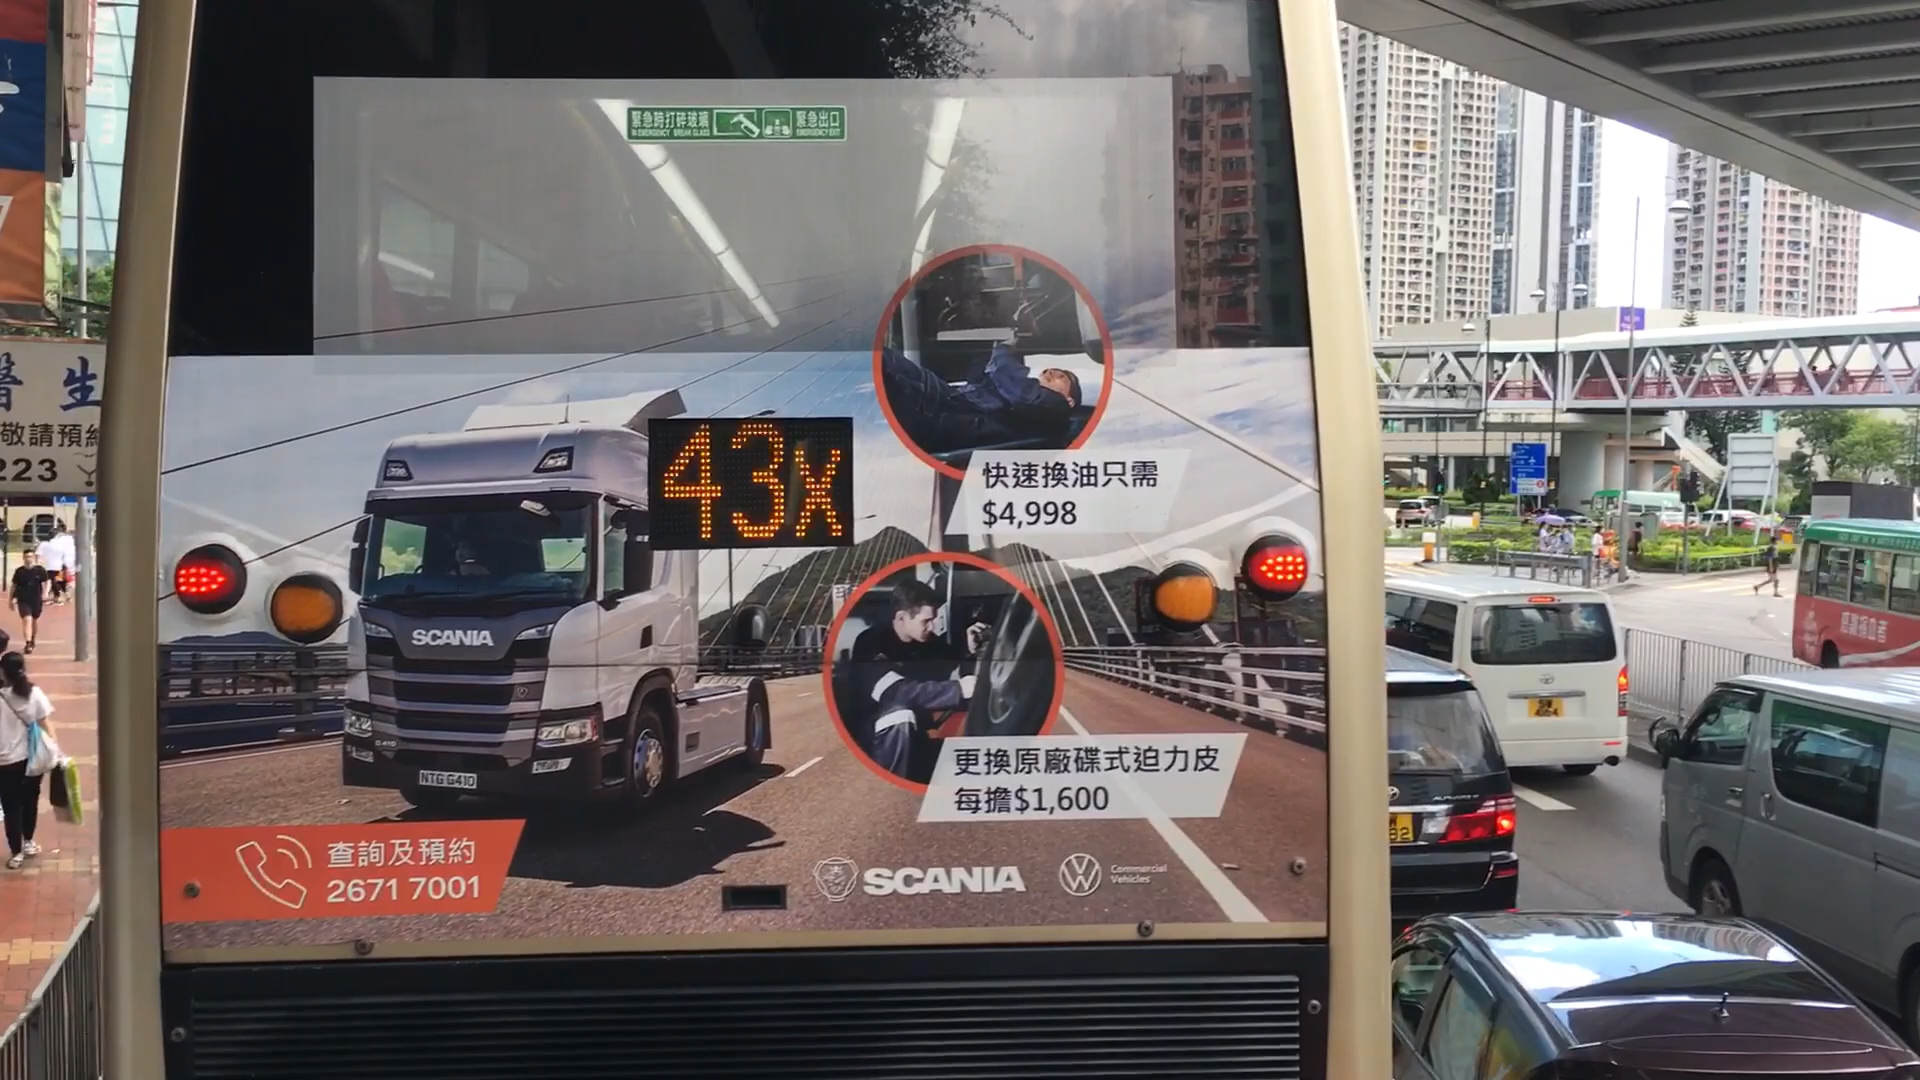 緊急時打碎玻璃
IN EMERGENCY BREAK GLASS
緊急出口
EMERGENCY EXIT
43X
快速換油只需
$4,998
SCANIA
NTG G410
更換原廠碟式迫力皮
每擔$1,600
查詢及預約
2671 7001
SCANIA
Commercial
Vehicles
醫生
敬請預約
223